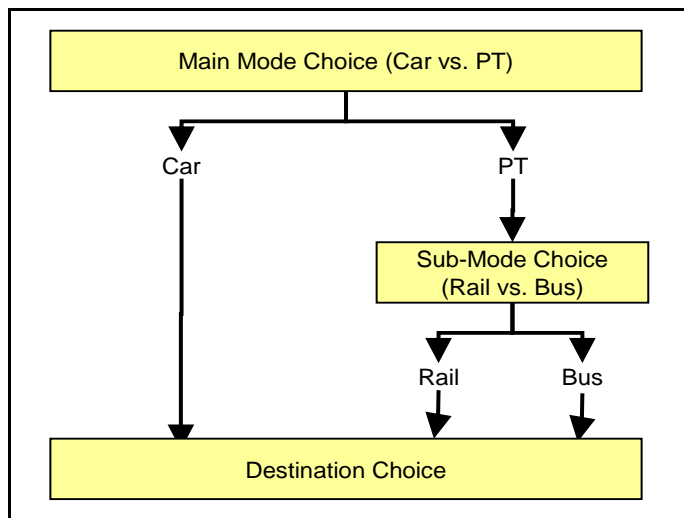 Main Mode Choice (Car vs. PT)
Car
PT
Sub-Mode Choice
(Rail vs. Bus)
Rail
Bus
Destination Choice